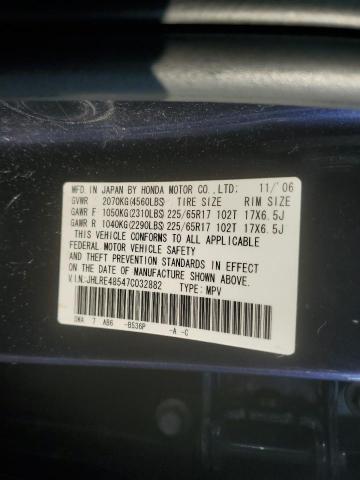 MFD. IN JAPAN BY HONDA MOTOR CO.,LTD: 11/'06
GVWR 2070KG(4560LBS) TIRE SIZE RIM SIZE
GAWR F 1050KG(2310LBS) 225/65R17 102T 17X6.5J
GAWR R 1040KG(2290LBS) 225/65R17 102T 17X6.5J
THIS VEHICLE CONFORMS TO ALL APPLICABLE
FEDERAL MOTOR VEHICLE SAFETY
AND THEFT PREVENTION STANDARDS IN EFFECT ON
THE DATE OF MANUFACTURE SHOWN ABOVE.
V.I.N:JHLRE48547C032882 TYPE: MPV
SWA 7 AB6 -B536P -A -C